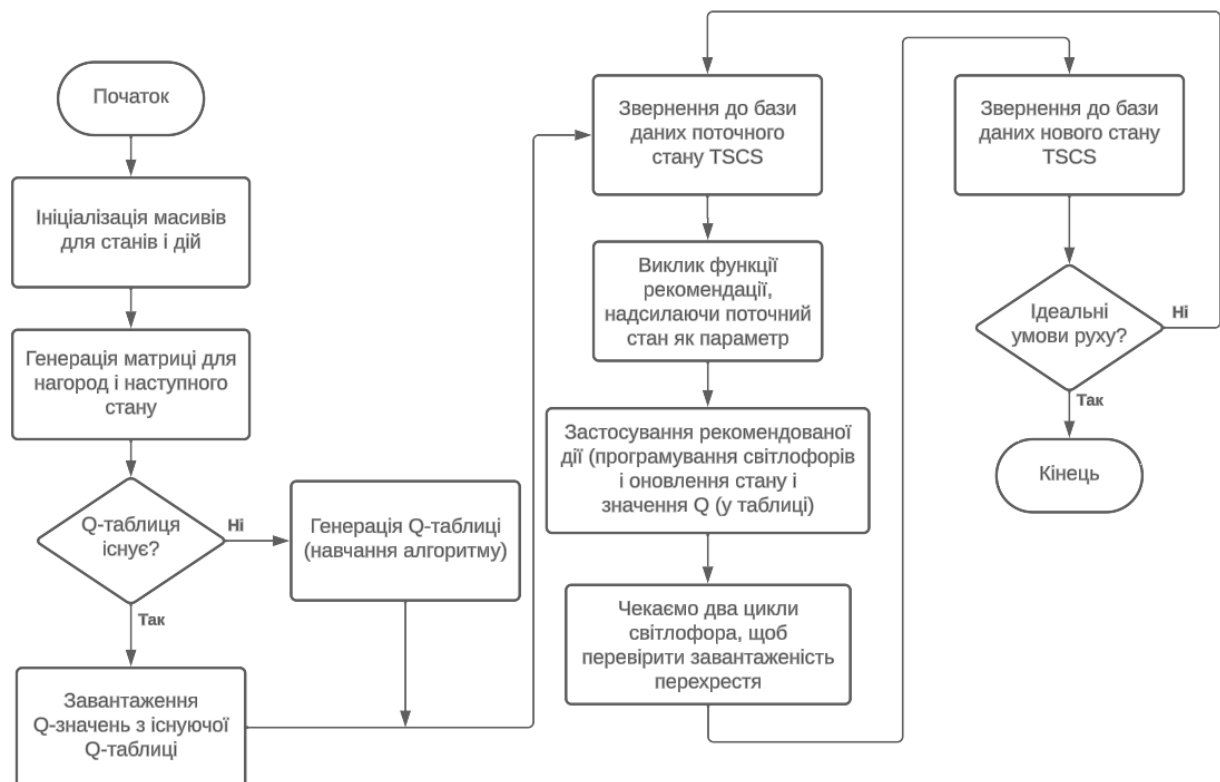 Початок
Ініціалізація масивів
для станів і дій
Генерація матриці для
нагород і наступного
стану
Q-таблиця
існує?
Ні
Так
Генерація Q-таблиці
(навчання алгоритму)
Завантаження
Q-значень з існуючої
Q-таблиці
Звернення до бази
даних поточного
стану TSCS
Виклик функції
рекомендації,
надсилаючи поточний
стан як параметр
Застосування рекомендованої
дії (програмування світлофорів
і оновлення стану і
значення Q (у таблиці)
Чекаємо два цикли
світлофора, щоб
перевірити завантаженість
перехрестя
Звернення до бази
даних нового стану
TSCS
Ідеальні
умови руху?
Ні
Так
Кінець